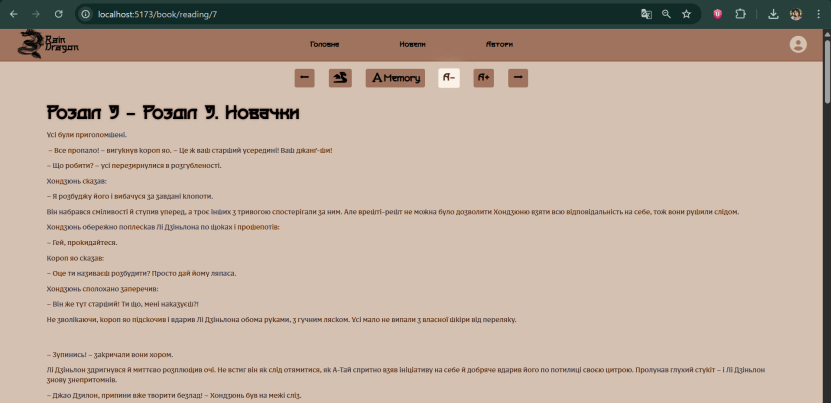 localhost:5173/book/reading/7
Rain
Dragon
Головна
Новели
Автори
A Memory
A-
A+
Розділ 9 – Розділ 9. Новачки
Усі були приголомшені.
– Все пропало! – вигукнув короп яо. – Це ж ваш старший усередині! Ваш джанґ-ши!
– Що робити? – усі перезирнулися в розгубленості.
Хондзюнь сказав:
– Я розбуджу його і вибачуся за завдані клопоти.
Він набрався сміливості й ступив уперед, а троє інших з тривогою спостерігали за ним. Але врешті-решт не можна було дозволити Хондзюню взяти всю відповідальність на себе, тож вони рушили слідом.
Хондзюнь обережно поплескав Лі Дзіньлона по щоках і прошепотів:
– Гей, прокидайтеся.
Короп яо сказав:
– Оце ти називаєш розбудити? Просто дай йому ляпаса.
Хондзюнь сполохано заперечив:
– Він же тут старший! Ти що, мені наказуєш?!
Не зволікаючи, короп яо підскочив і вдарив Лі Дзіньлона обома руками, з гучним ляском. Усі мало не випали з власної шкіри від переляку.
– Зупинись! – закричали вони хором.
Лі Дзіньлон здригнувся й миттєво розплющив очі. Не встиг він як слід отямитися, як А-Тай спритно взяв ініціативу на себе й добряче вдарив його по потилиці своєю цитрою. Пролунав глухий стукіт – і Лі Дзіньлон
знову знепритомнів.
– Джао Дзилон, припини вже творити безлад! – Хондзюнь був на межі сліз.